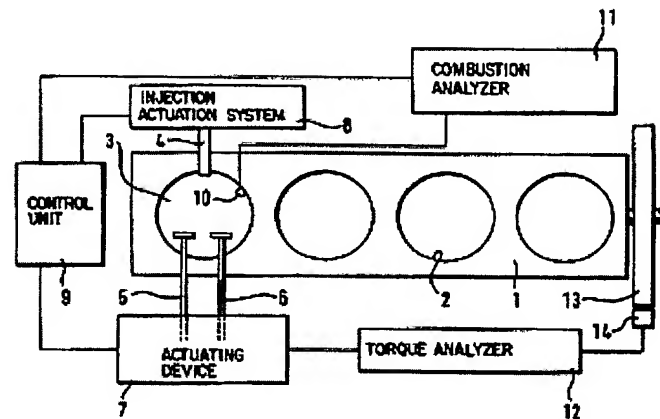 11
COMBUSTION
ANALYZER
INJECTION
ACTUATION SYSTEM
8
3
4
10
CONTROL
UNIT
9
5
6
2
1
13
14
ACTUATING
DEVICE
7
TORQUE ANALYZER
12